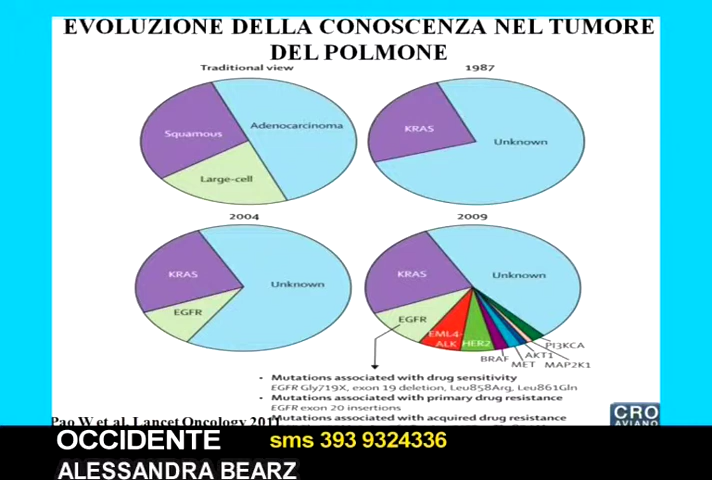 EVOLUZIONE DELLA CONOSCENZA NEL TUMORE
DEL POLMONE
Traditional view
1987
Squamous
Adenocarcinoma
Large-cell
KRAS
Unknown
2004
2009
KRAS
Unknown
EGFR
KRAS
Unknown
EGFR
EML4-
ALK
HER2
BRAF
MET
AKT1
MAP2K1
PI3KCA
• Mutations associated with drug sensitivity
EGFR Gly719X, exon 19 deletion, Leu858Arg, Leu861Gln
• Mutations associated with primary drug resistance
EGFR exon 20 insertions
• Mutations associated with acquired drug resistance
Pao W et al. Lancet Oncology 2011
CRO
AVIANO
OCCIDENTE sms 393 9324336
ALESSANDRA BEARZ